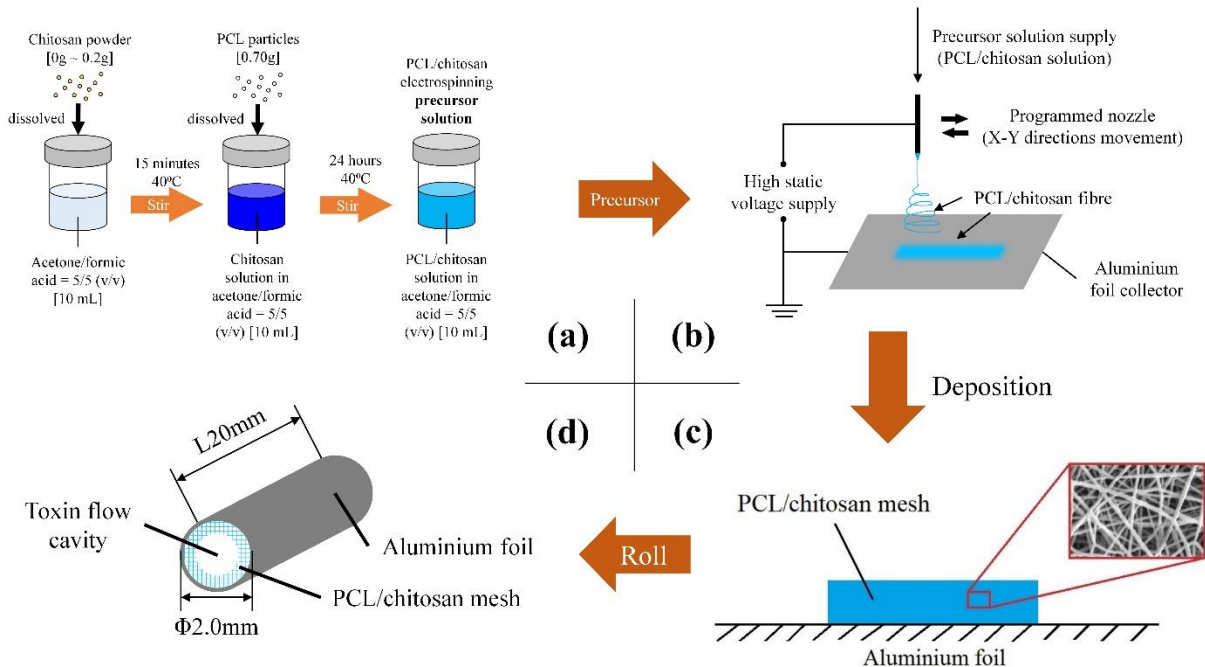 Chitosan powder
[0g ~ 0.2g]
dissolved
Acetone/formic
acid = 5/5 (v/v)
[10 mL]
15 minutes
40°C
Stir
PCL particles
[0.70g]
dissolved
Chitosan
solution in
acetone/formic
acid = 5/5
(v/v) [10 mL]
24 hours
40°C
Stir
PCL/chitosan
electrospinning
precursor
solution
PCL/chitosan
solution in
acetone/formic
acid = 5/5
(v/v) [10 mL]
(a)
Precursor
(b)
Precursor solution supply
(PCL/chitosan solution)
Programmed nozzle
(X-Y directions movement)
High static
voltage supply
PCL/chitosan fibre
Aluminium
foil collector
Deposition
(c)
PCL/chitosan mesh
Aluminium foil
Roll
(d)
L20mm
Toxin flow
cavity
Aluminium foil
PCL/chitosan mesh
Φ2.0mm